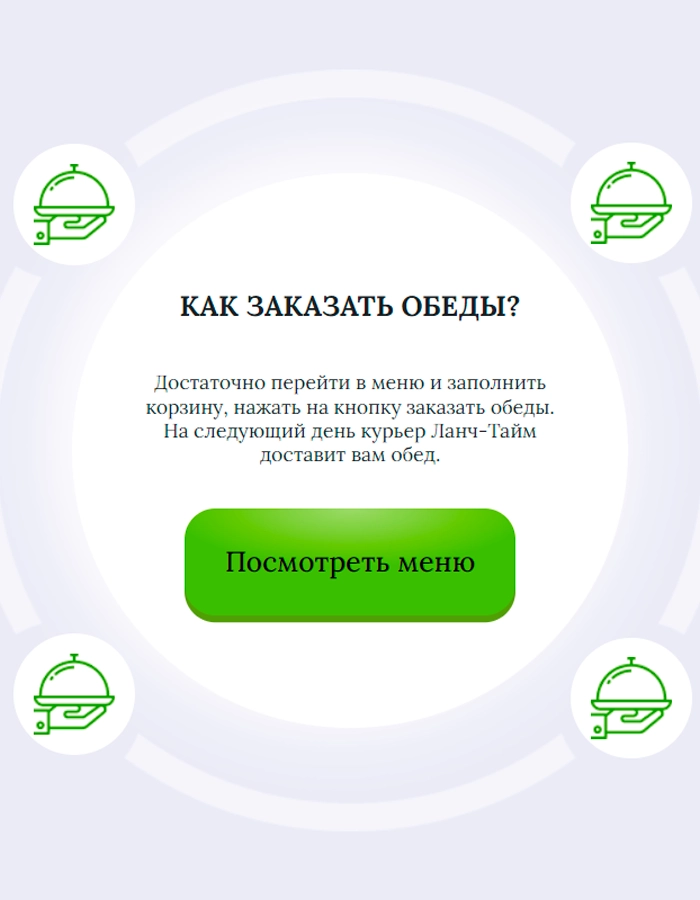 КАК ЗАКАЗАТЬ ОБЕДЫ?
Достаточно перейти в меню и заполнить
корзину, нажать на кнопку заказать обеды.
На следующий день курьер Ланч-Тайм
доставит вам обед.
Посмотреть меню